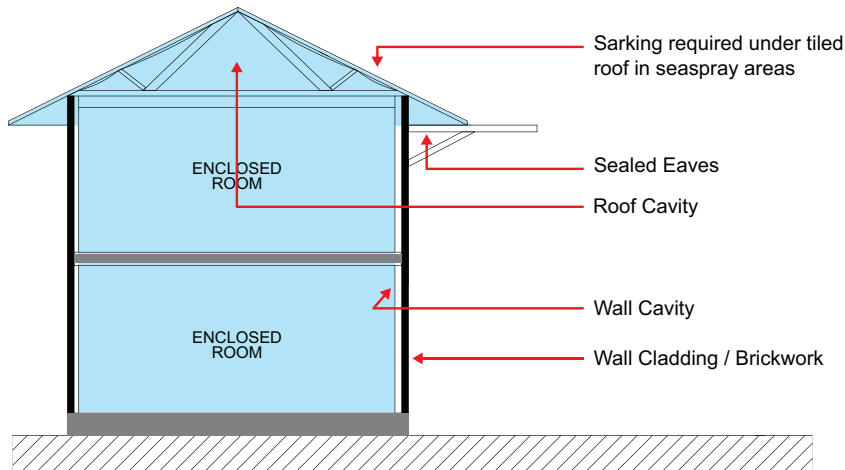 Sarking required under tiled
roof in seaspray areas
ENCLOSED
ROOM
Sealed Eaves
Roof Cavity
Wall Cavity
ENCLOSED
ROOM
Wall Cladding / Brickwork